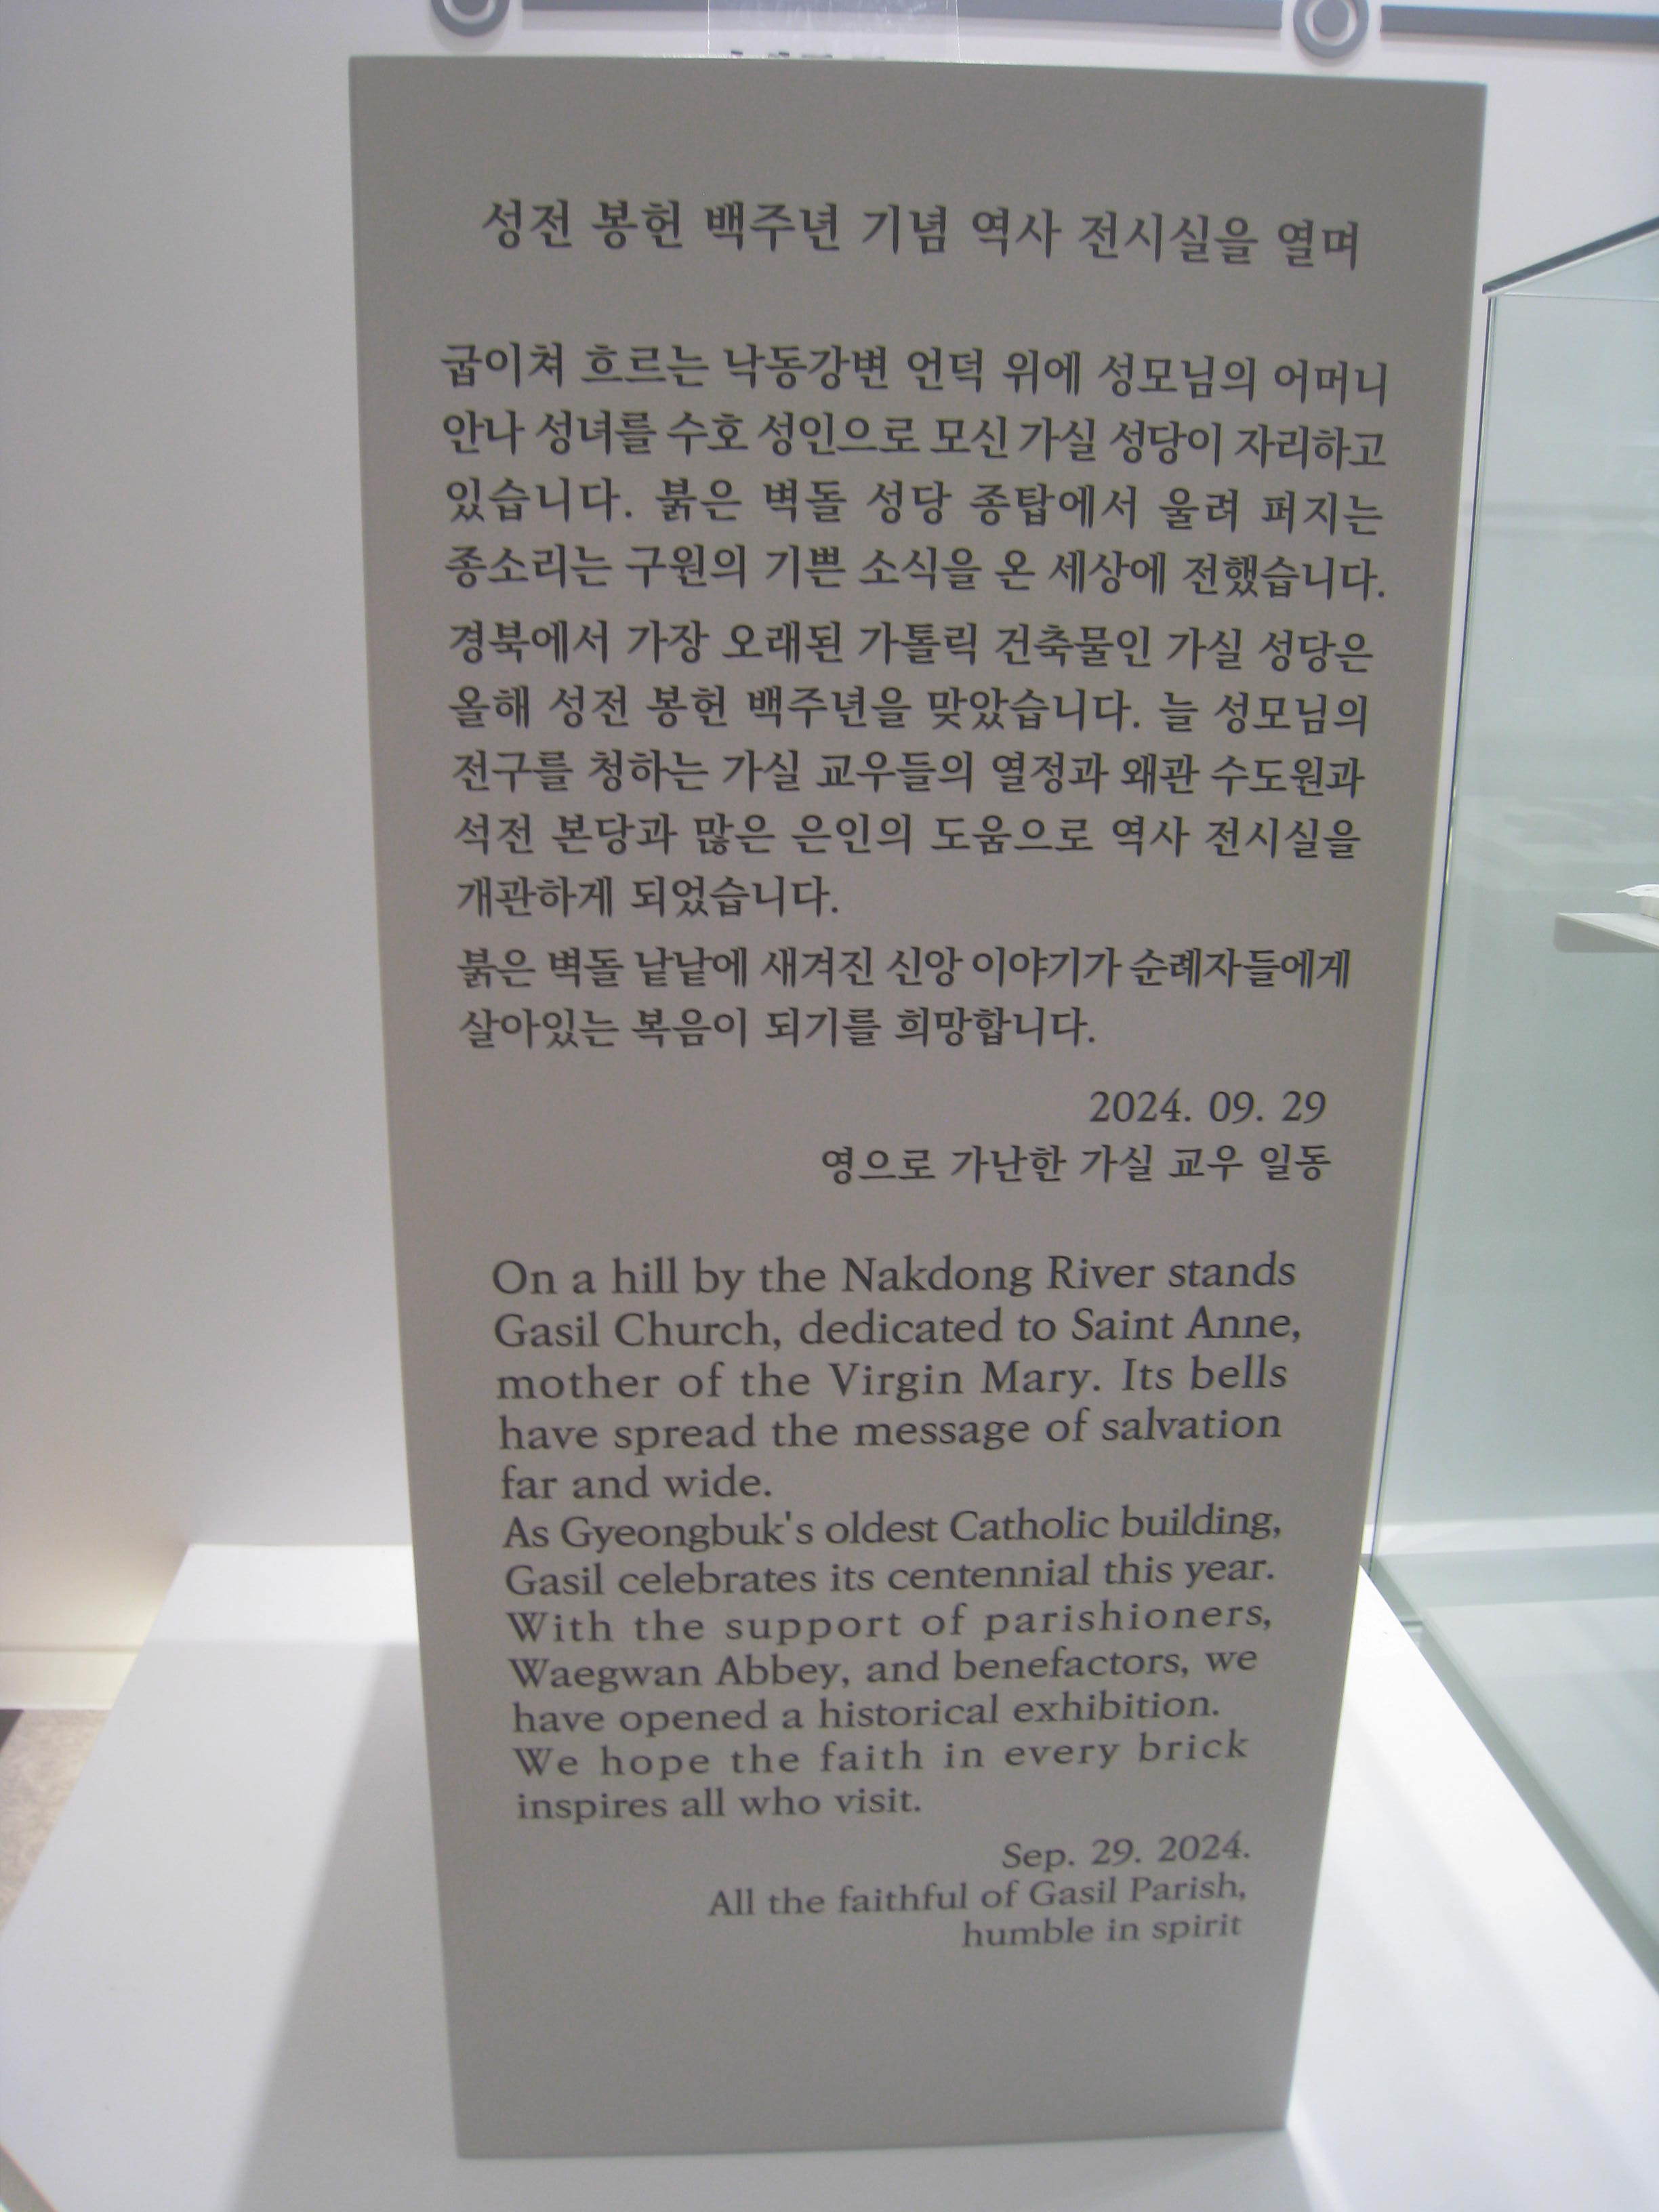 성전 봉헌 백주년 기념 역사 전시실을 열며
굽이쳐 흐르는 낙동강변 언덕 위에 성모님의 어머니
안나 성녀를 수호 성인으로 모신 가실 성당이 자리하고
있습니다. 붉은 벽돌 성당 종탑에서 울려 퍼지는
종소리는 구원의 기쁜 소식을 온 세상에 전했습니다.
경북에서 가장 오래된 가톨릭 건축물인 가실 성당은
올해 성전 봉헌 백주년을 맞았습니다. 늘 성모님의
전구를 청하는 가실 교우들의 열정과 왜관 수도원과
석전 본당과 많은 은인의 도움으로 역사 전시실을
개관하게 되었습니다.
붉은 벽돌 낱낱에 새겨진 신앙 이야기가 순례자들에게
살아있는 복음이 되기를 희망합니다.
2024. 09. 29
영으로 가난한 가실 교우 일동
On a hill by the Nakdong River stands
Gasil Church, dedicated to Saint Anne,
mother of the Virgin Mary. Its bells
have spread the message of salvation
far and wide.
As Gyeongbuk's oldest Catholic building,
Gasil celebrates its centennial this year.
With the support of parishioners,
Waegwan Abbey, and benefactors, we
have opened a historical exhibition.
We hope the faith in every brick
inspires all who visit.
Sep. 29. 2024.
All the faithful of Gasil Parish,
humble in spirit